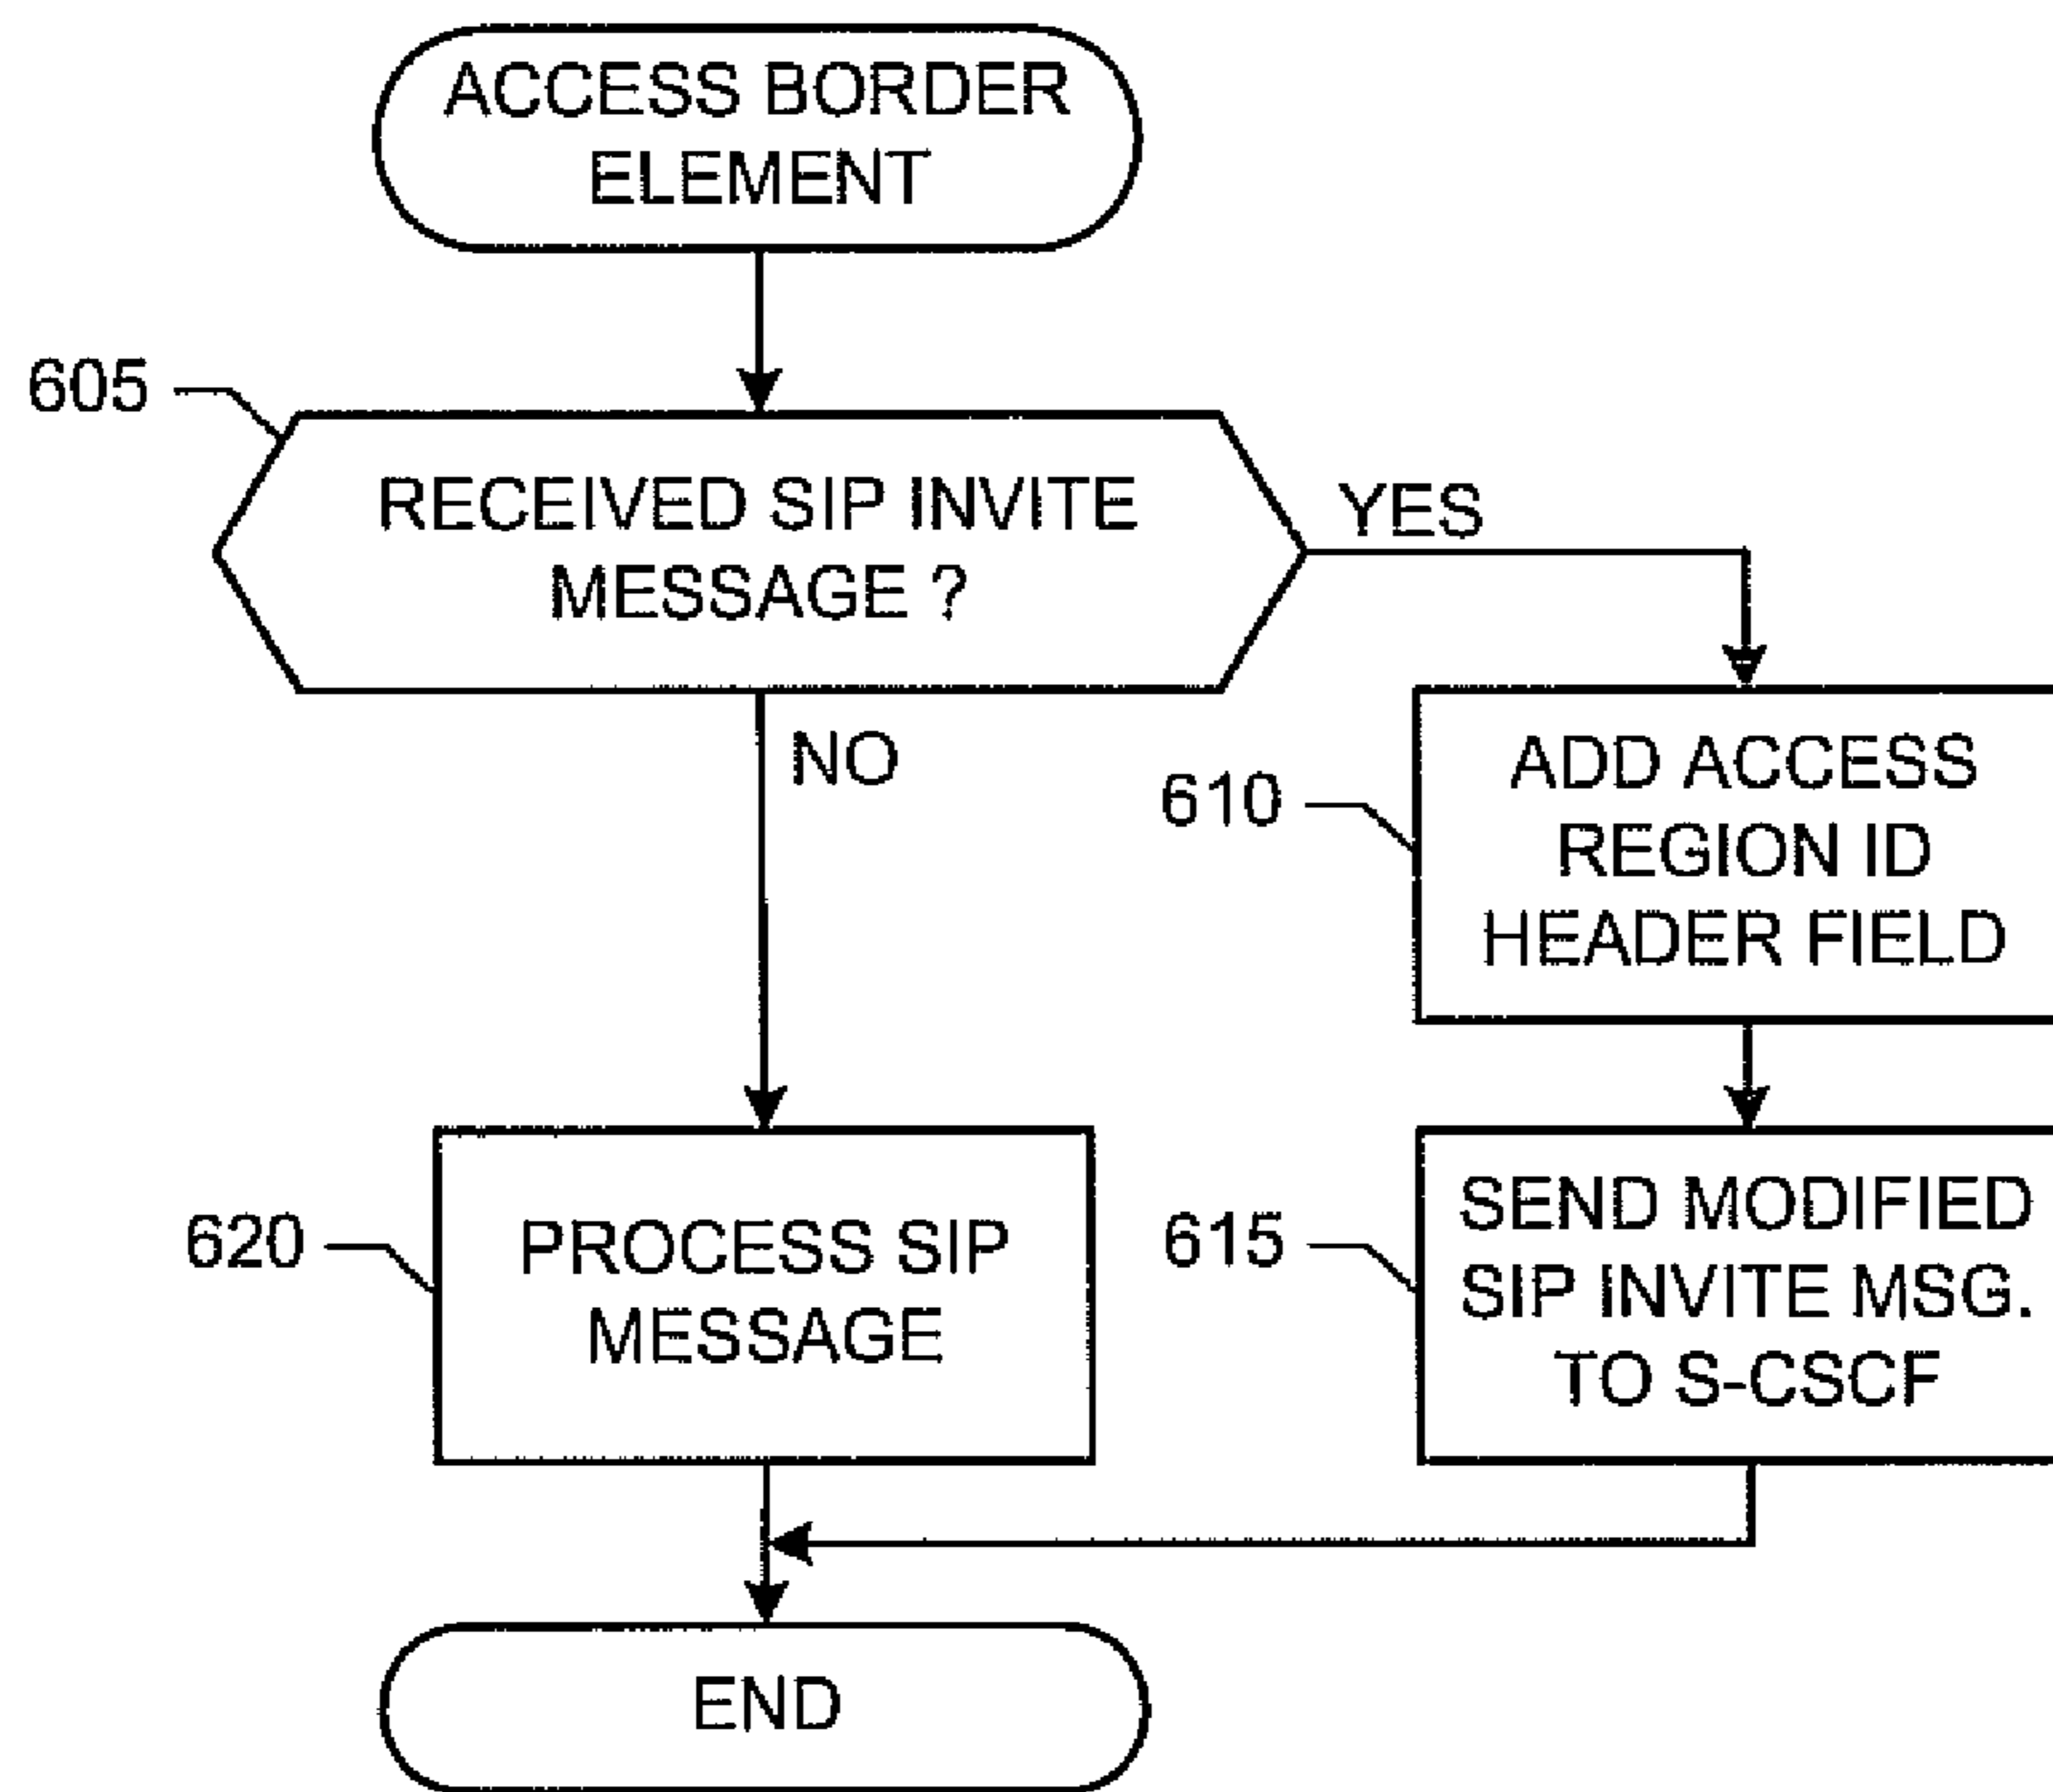 ACCESS BORDER
ELEMENT
605
RECEIVED SIP INVITE
MESSAGE ?
YES
NO
610
ADD ACCESS
REGION ID
HEADER FIELD
620
PROCESS SIP
MESSAGE
615
SEND MODIFIED
SIP INVITE MSG.
TO S-CSCF
END